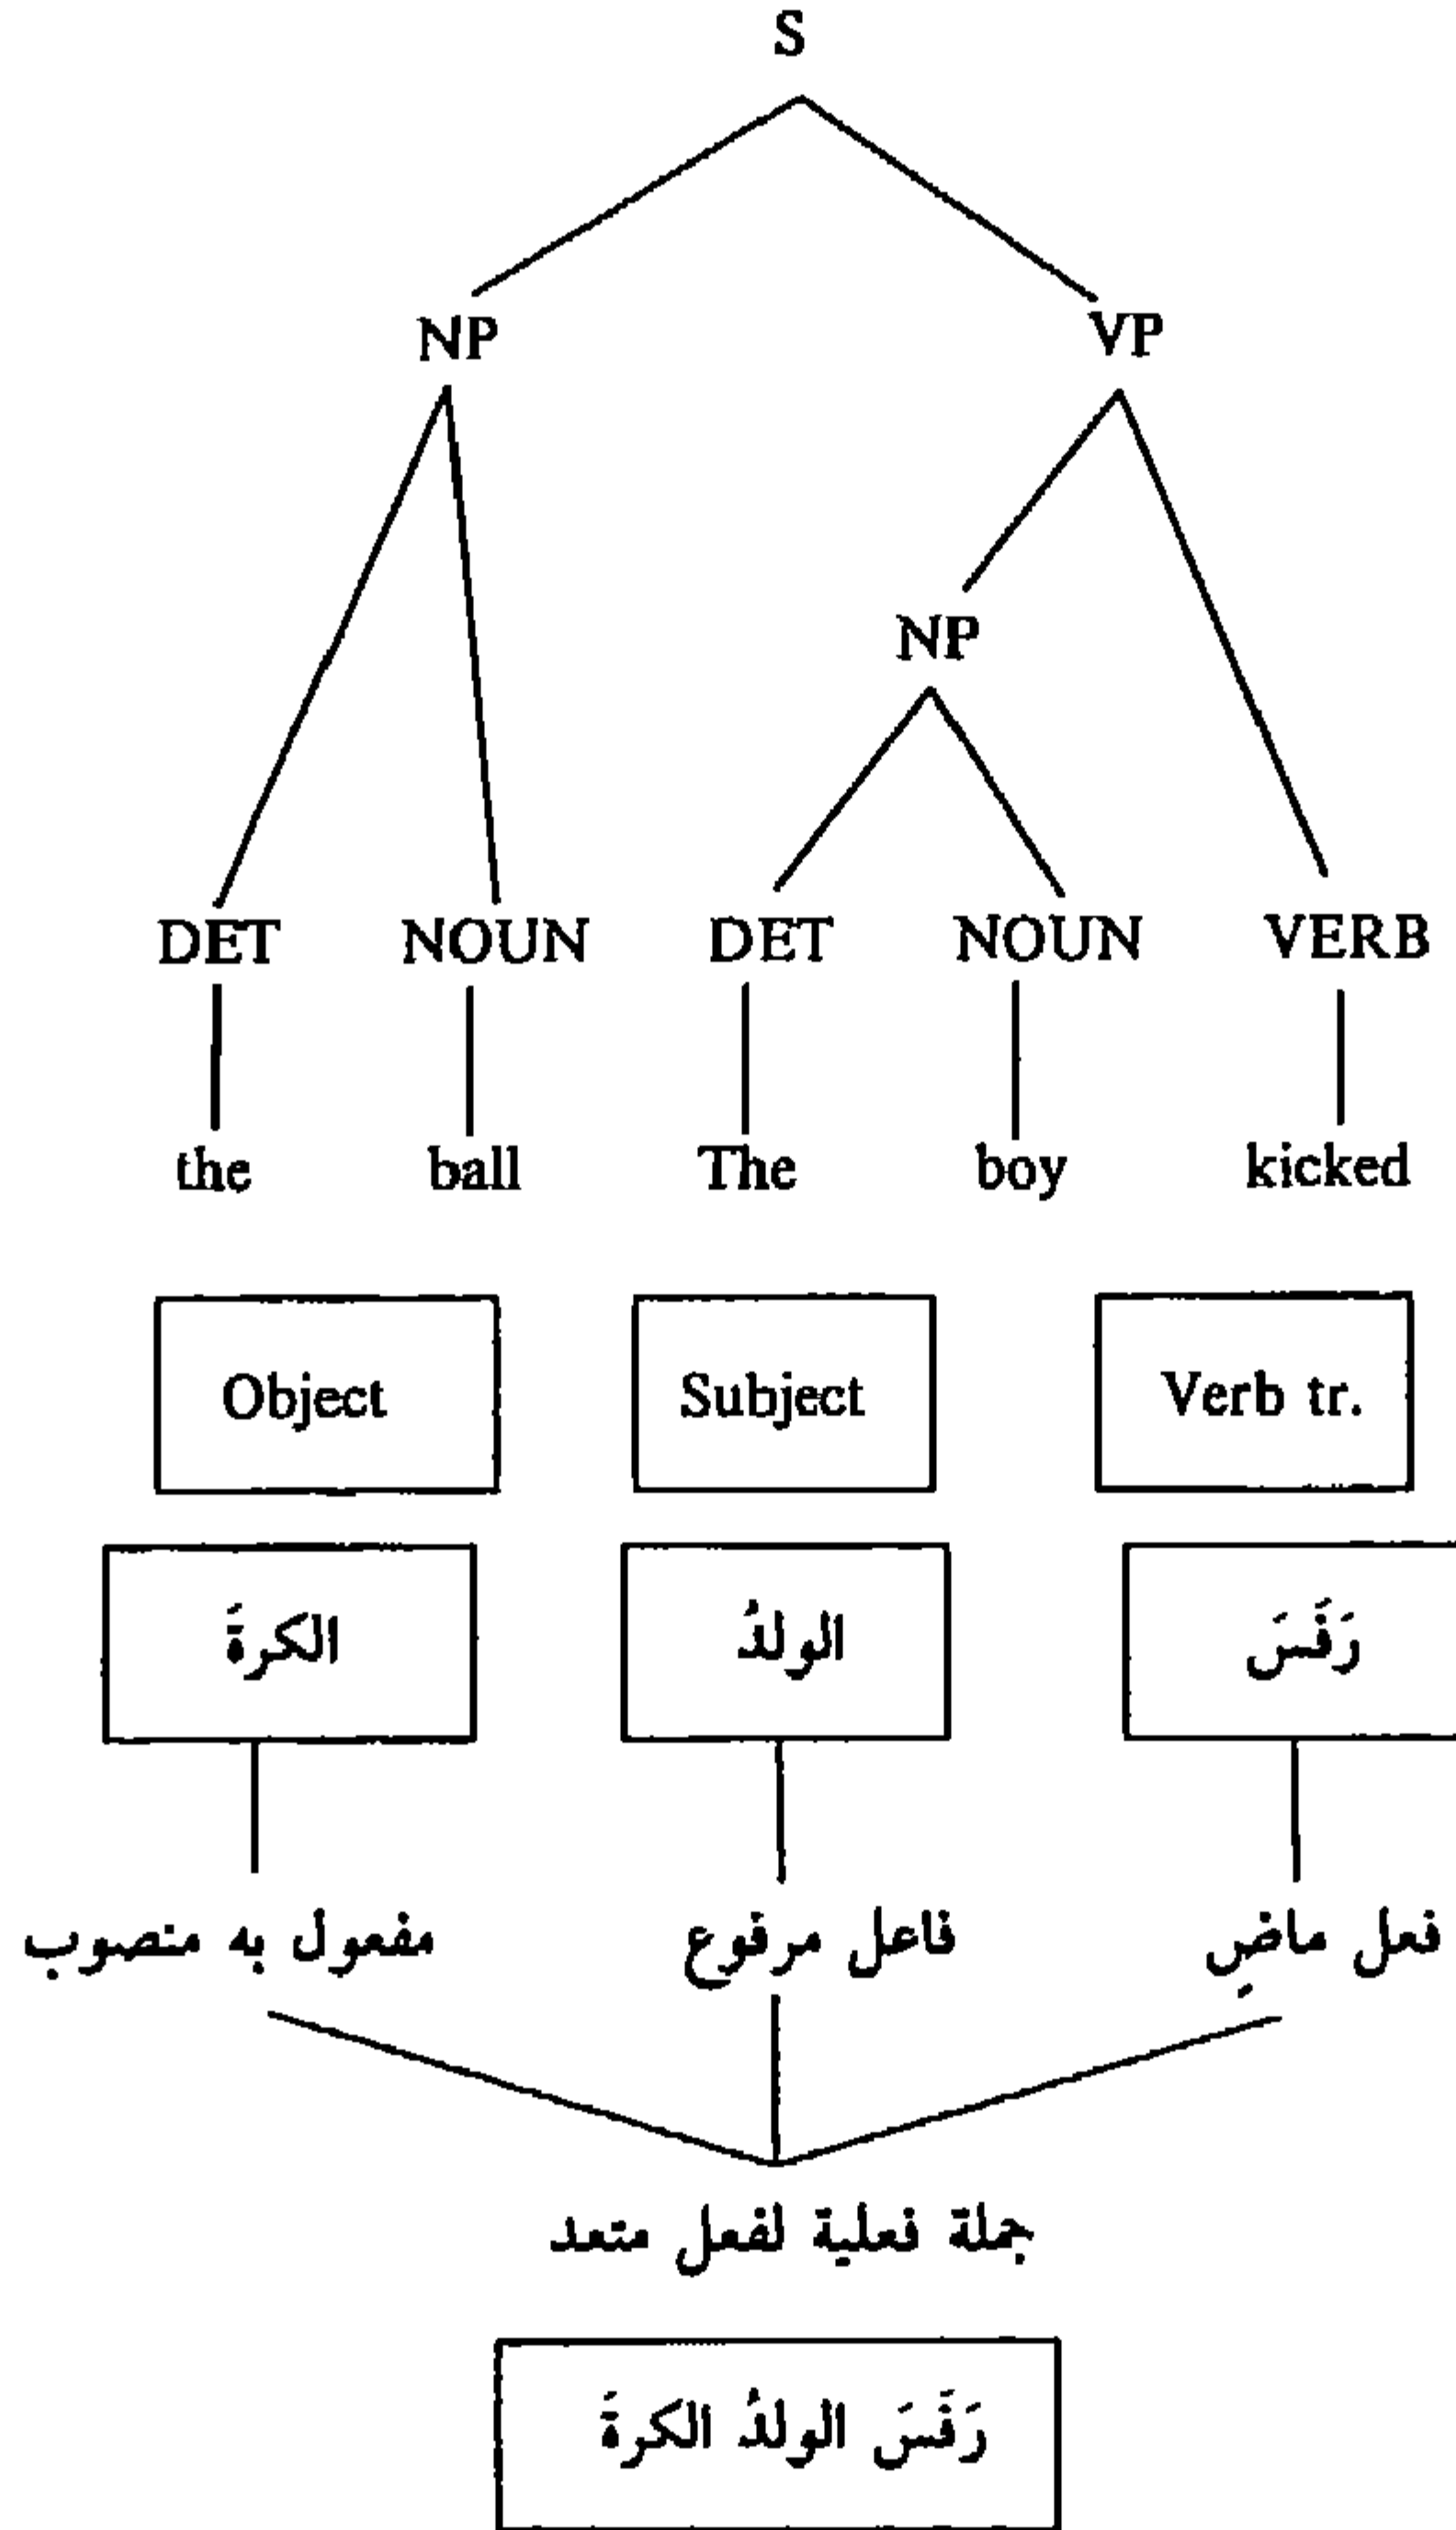 S
NP VP
NP
DET NOUN DET NOUN VERB
the ball The boy kicked
Object Subject Verb tr.
رَفَسَ الولدُ الكرةَ
فعل ماضٍ فاعل مرفوع مفعول به منصوب
جملة فعلية لفعل متعد
رَفَسَ الولدُ الكرةَ